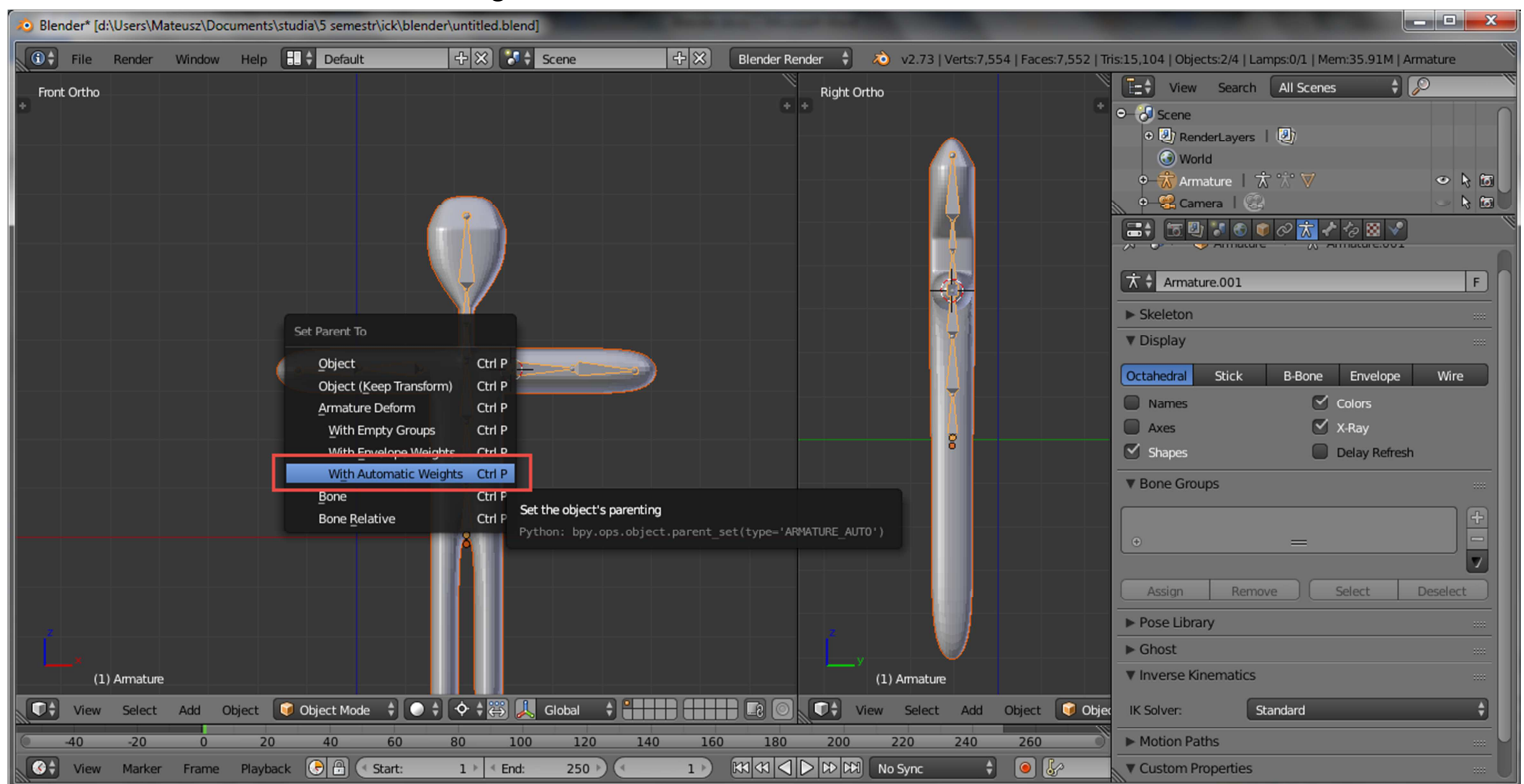 Blender* [d:\Users\Mateusz\Documents\studia\5 semestr\ick\blender\untitled.blend]
File Render Window Help Default Scene Blender Render v2.73 | Verts:7,554 | Faces:7,552 | Tris:15,104 | Objects:2/4 | Lamps:0/1 | Mem:35.91M | Armature
Front Ortho
Right Ortho
View Search All Scenes
Scene
RenderLayers |
World
Armature |
Camera |
Armature Armature.001
Armature.001 F
Skeleton
Display
Octahedral Stick B-Bone Envelope Wire
Names Colors
Axes X-Ray
Shapes Delay Refresh
Bone Groups
Assign Remove Select Deselect
Pose Library
Ghost
Inverse Kinematics
IK Solver: Standard
Motion Paths
Custom Properties
Set Parent To
Object Ctrl P
Object (Keep Transform) Ctrl P
Armature Deform Ctrl P
With Empty Groups Ctrl P
With Envelope Weights Ctrl P
With Automatic Weights Ctrl P
Bone Ctrl P
Bone Relative Ctrl P
Set the object's parenting
Python: bpy.ops.object.parent_set(type='ARMATURE_AUTO')
z
x
(1) Armature
z
y
(1) Armature
View Select Add Object Object Mode Global
View Select Add Object Objec
-40 -20 0 20 40 60 80 100 120 140 160 180 200 220 240 260
View Marker Frame Playback Start: 1 End: 250 1 No Sync